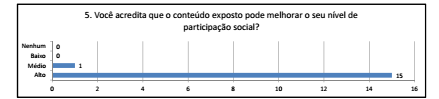 5. Você acredita que o conteúdo exposto pode melhorar o seu nível de
participação social?
Nenhum 0
Baixo 0
Médio 1
Alto 15
0 2 4 6 8 10 12 14 16